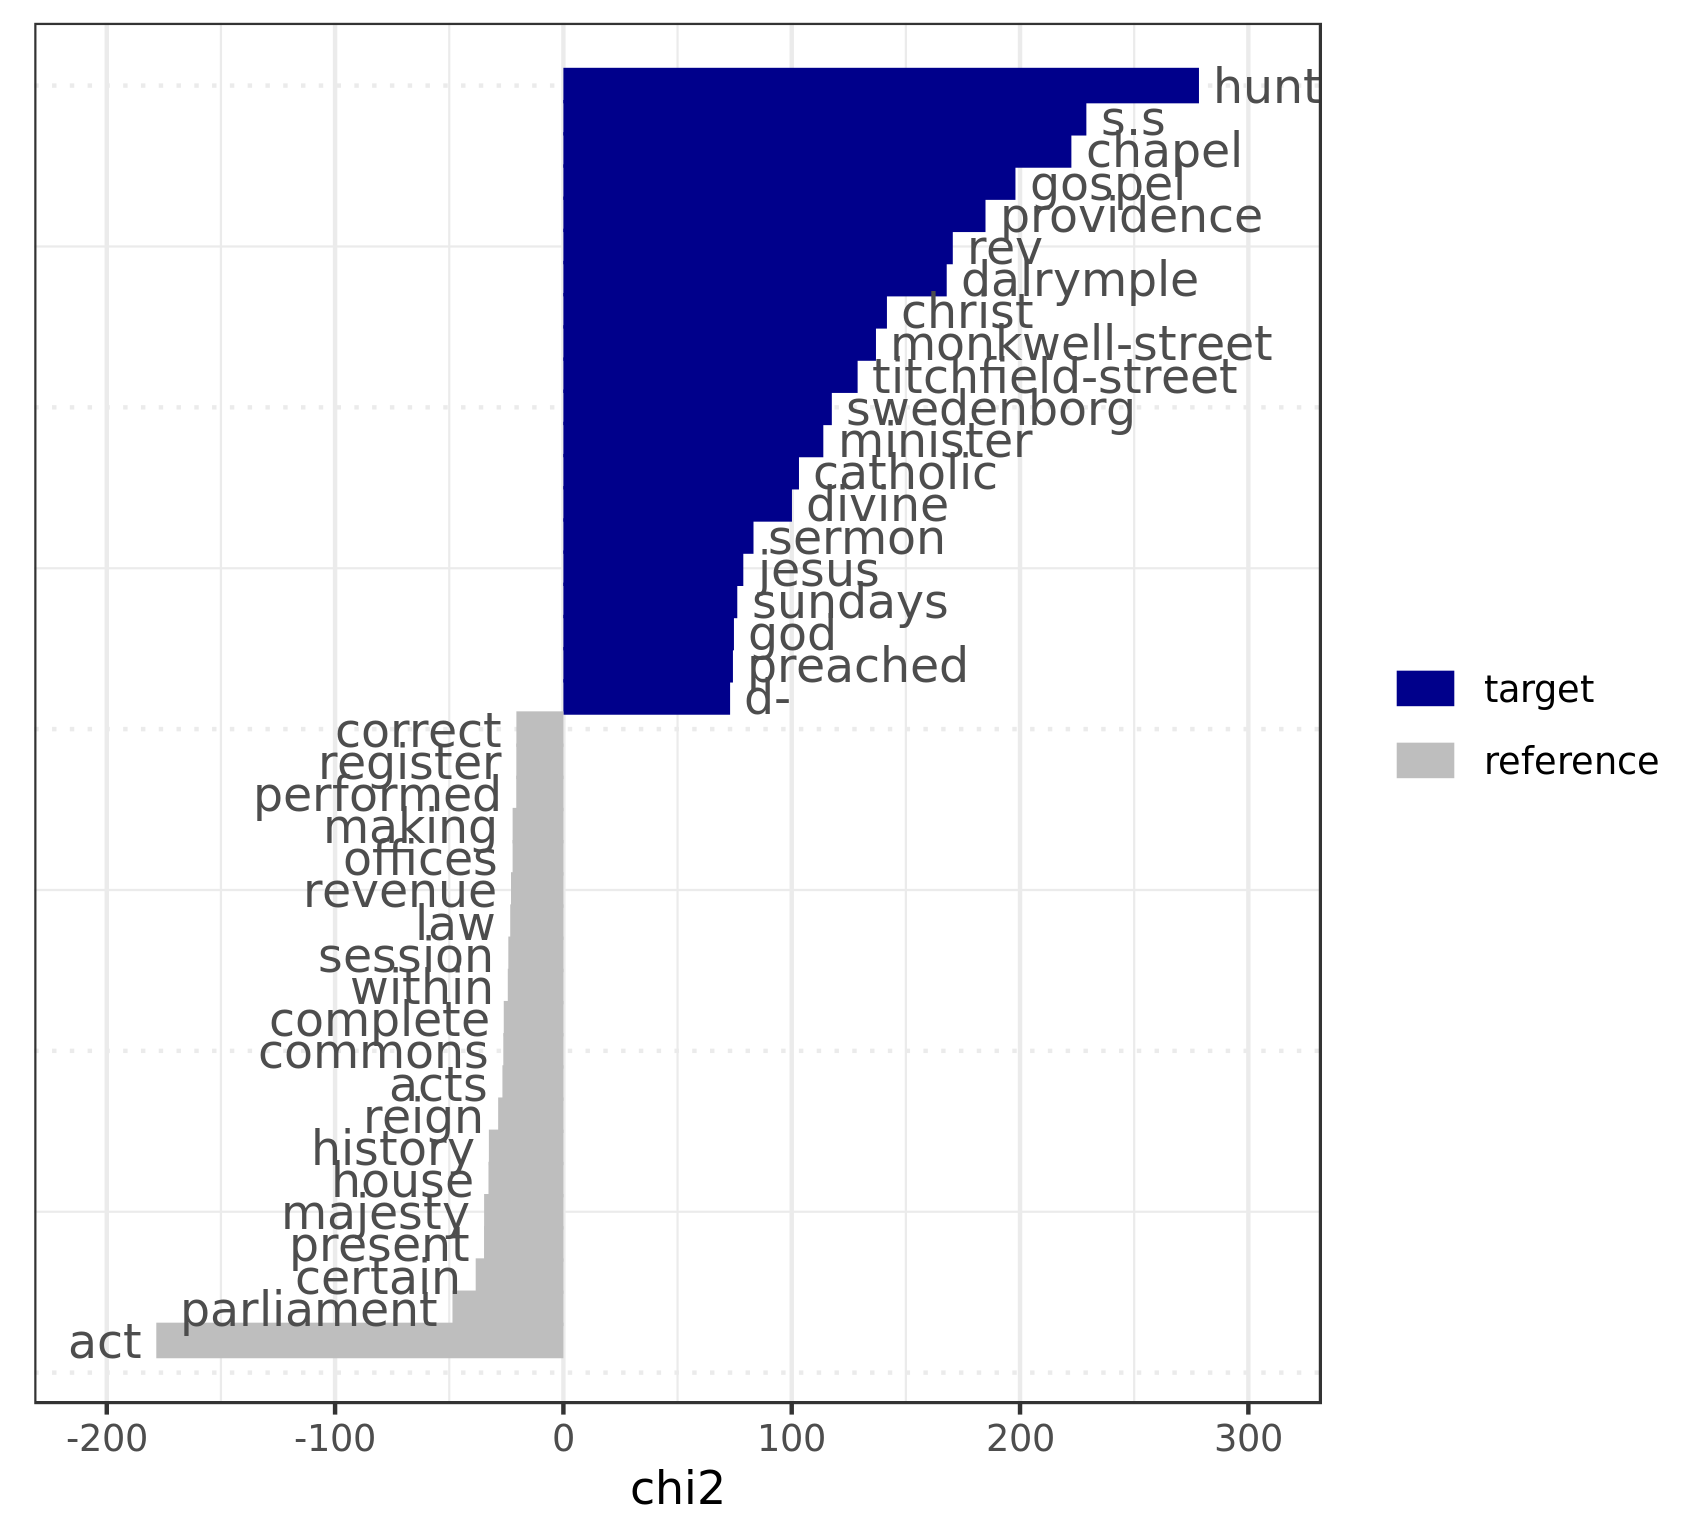 hunt
s.s
chapel
gospel
providence
rev
dalrymple
christ
monkwell-street
titchfield-street
swedenborg
minister
catholic
divine
sermon
jesus
sundays
god
preached
d-
correct
register
performed
making
offices
revenue
law
session
within
complete
commons
acts
reign
history
house
majesty
present
certain
parliament
act
-200 -100 0 100 200 300
chi2
target
reference